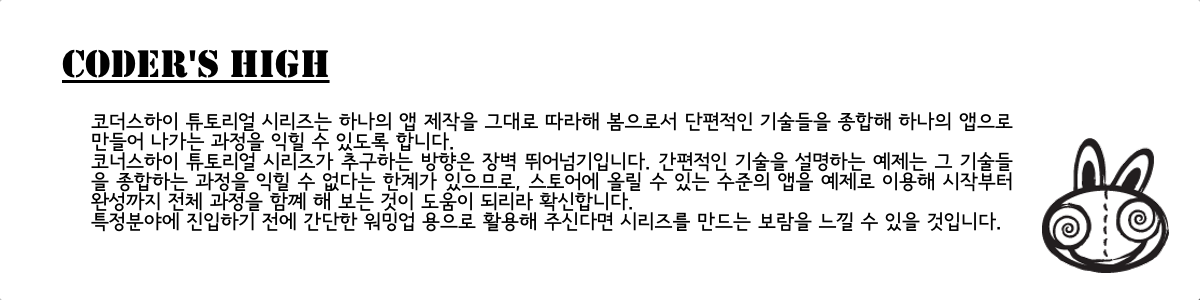 CODER'S HIGH
코더스하이 튜토리얼 시리즈는 하나의 앱 제작을 그대로 따라해 봄으로서 단편적인 기술들을 종합해 하나의 앱으로
만들어 나가는 과정을 익힐 수 있도록 합니다.
코너스하이 튜토리얼 시리즈가 추구하는 방향은 장벽 뛰어넘기입니다. 간편적인 기술을 설명하는 예제는 그 기술들
을 종합하는 과정을 익힐 수 없다는 한계가 있으므로, 스토어에 올릴 수 있는 수준의 앱을 예제로 이용해 시작부터
완성까지 전체 과정을 함꼐 해 보는 것이 도움이 되리라 확신합니다.
특정분야에 진입하기 전에 간단한 워밍업 용으로 활용해 주신다면 시리즈를 만드는 보람을 느낄 수 있을 것입니다.